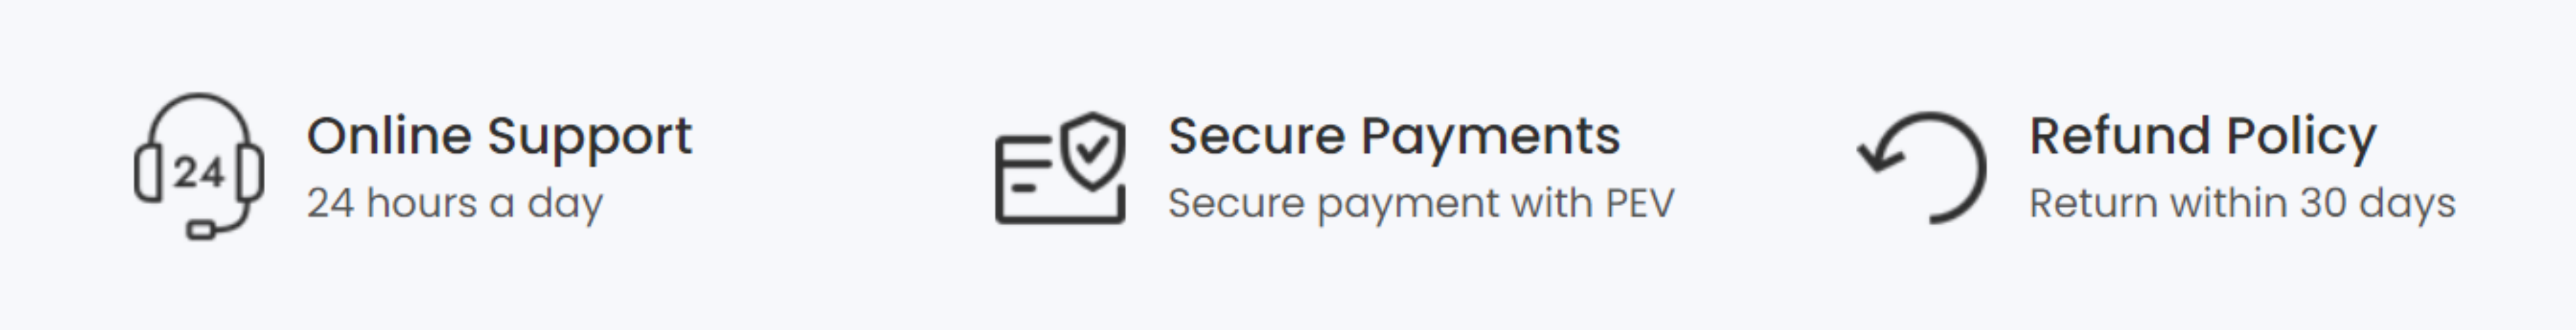 24
Online Support
24 hours a day
Secure Payments
Secure payment with PEV
Refund Policy
Return within 30 days